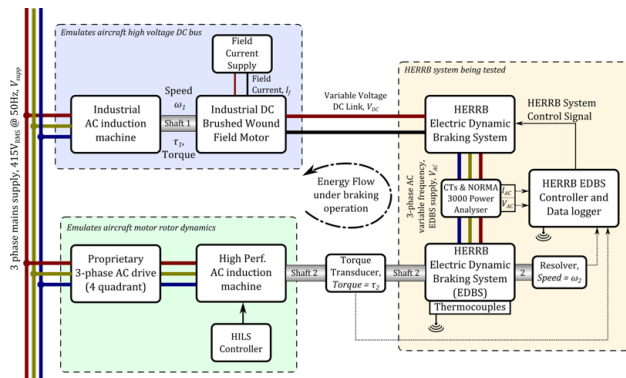 Emulates aircraft high voltage DC bus
Field
Current
Supply
Field
Current, If
Speed
ω1
Industrial
AC induction
machine
Shaft 1
τ1,
Torque
Industrial DC
Brushed Wound
Field Motor
Variable Voltage
DC Link, VDC
3 phase mains supply, 415VRMS @ 50Hz, Vsupp
Energy Flow
under braking
operation
HERRB system being tested
HERRB
Electric Dynamic
Braking System
HERRB System
Control Signal
3-phase AC
variable frequency,
EDBS supply, VAC
CTs & NORMA
3000 Power
Analyser
IAC
VAC
HERRB EDBS
Controller and
Data logger
Emulates aircraft motor rotor dynamics
Proprietary
3-phase AC drive
(4 quadrant)
High Perf.
AC induction
machine
HILS
Controller
Shaft 2
Torque
Transducer,
Torque = τ2
Shaft 2
HERRB
Electric Dynamic
Braking System
(EDBS)
Thermocouples
2
Resolver,
Speed = ω2